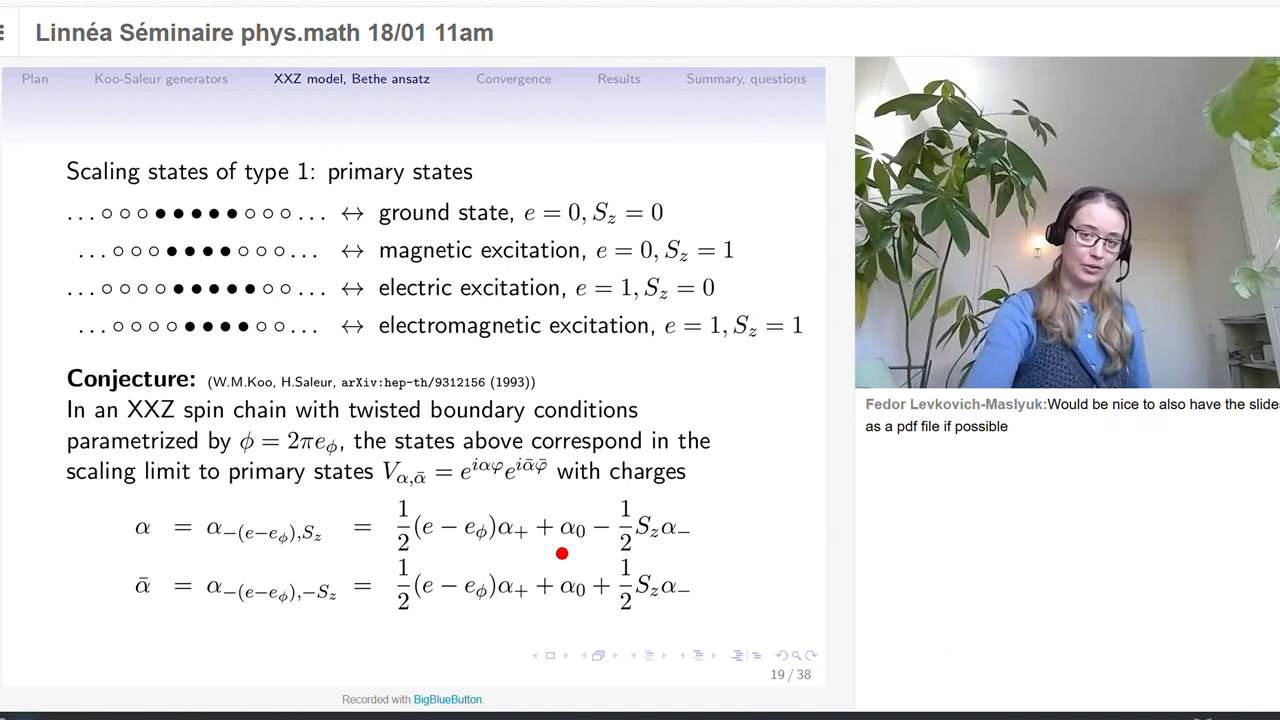 Linnéa Séminaire phys.math 18/01 11am
Plan Koo-Saleur generators XXZ model, Bethe ansatz Convergence Results Summary, questions
Scaling states of type 1: primary states
...○○○●●●●●○○○... ↔ ground state, e = 0, S_z = 0
...○○○●●●●○○○... ↔ magnetic excitation, e = 0, S_z = 1
...○○○○●●●●●○○... ↔ electric excitation, e = 1, S_z = 0
...○○○○●●●●○○... ↔ electromagnetic excitation, e = 1, S_z = 1
Conjecture: (W.M.Koo, H.Saleur, arXiv:hep-th/9312156 (1993))
In an XXZ spin chain with twisted boundary conditions
parametrized by ϕ = 2πe_ϕ, the states above correspond in the
scaling limit to primary states V_{α,ᾱ} = e^{iαφ}e^{iᾱφ̄} with charges
α = α_{−(e−e_ϕ),S_z} = 1/2(e − e_ϕ)α_+ + α_0 − 1/2 S_zα_−
ᾱ = α_{−(e−e_ϕ),−S_z} = 1/2(e − e_ϕ)α_+ + α_0 + 1/2 S_zα_−
19 / 38
Recorded with BigBlueButton.
Fedor Levkovich-Maslyuk:Would be nice to also have the slide
as a pdf file if possible